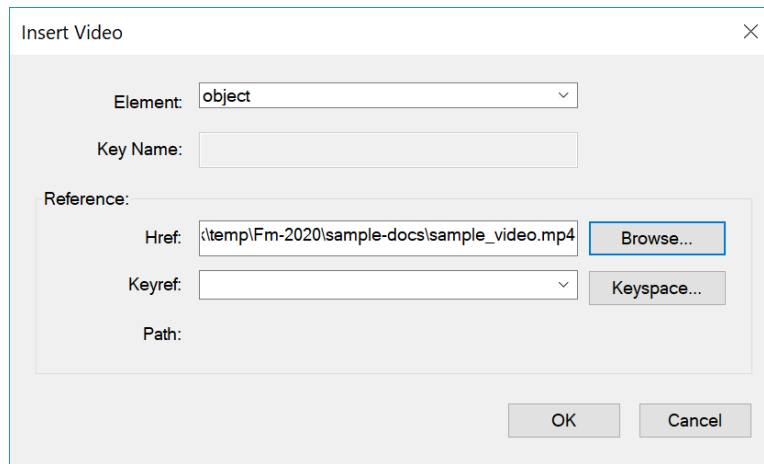 Insert Video
Element: object
Key Name:
Reference:
Href: \temp\Fm-2020\sample-docs\sample_video.mp4 Browse...
Keyref: Keyspace...
Path:
OK Cancel